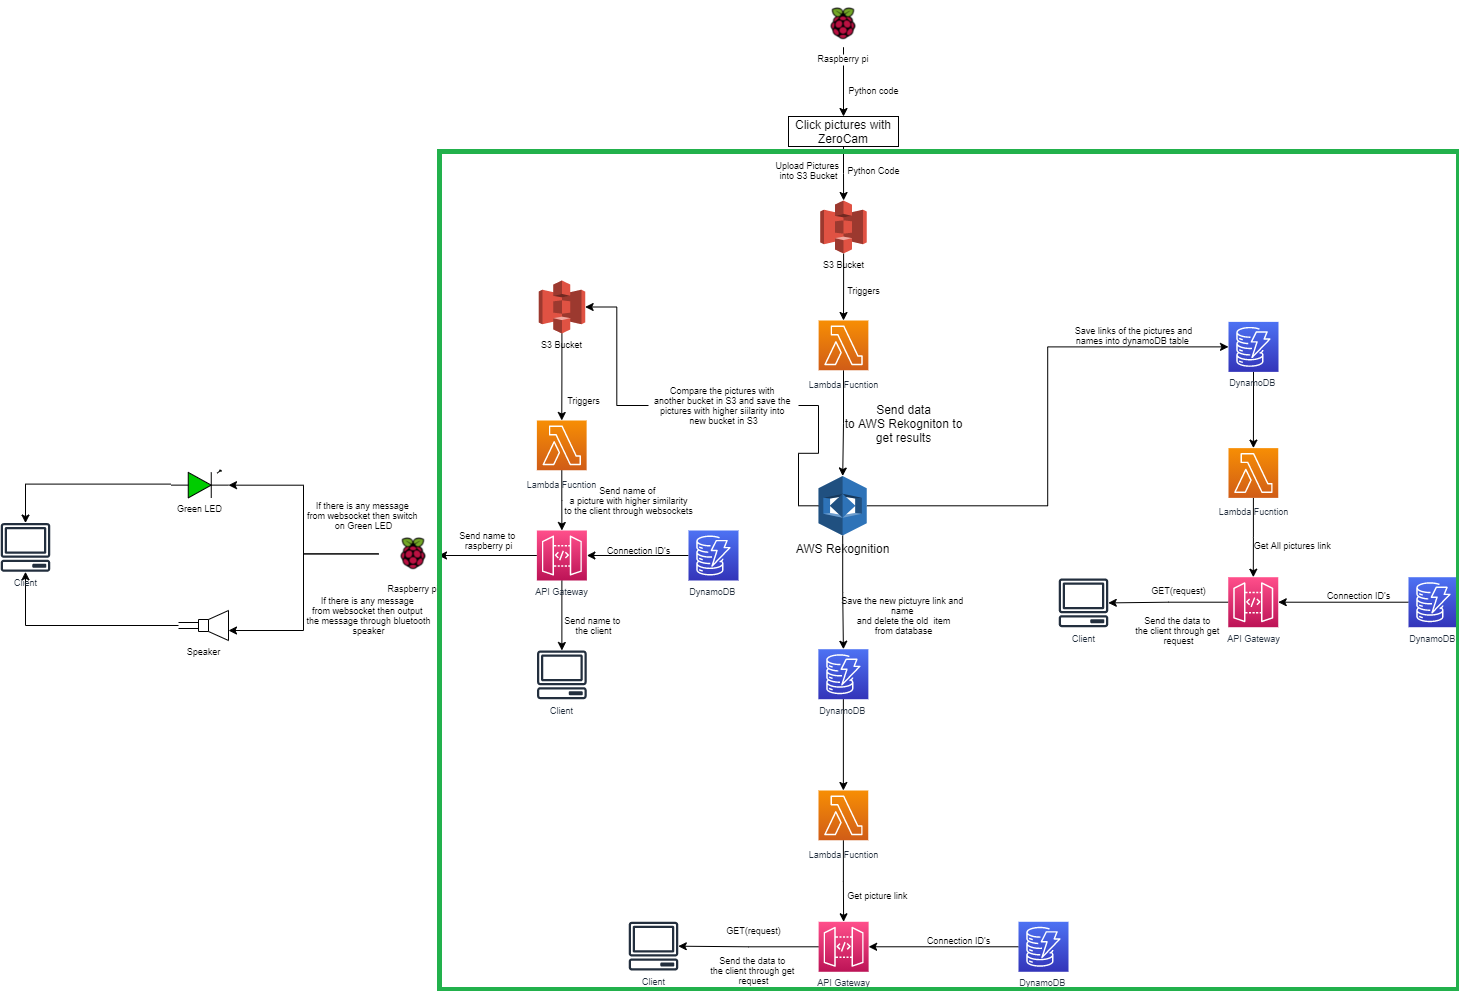 Raspberry pi
Python code
Click pictures with
ZeroCam
Upload Pictures
into S3 Bucket
Python Code
S3 Bucket
Triggers
Lambda Fucntion
S3 Bucket
Triggers
Lambda Fucntion
Compare the pictures with
another bucket in S3 and save the
pictures with higher siilarity into
new bucket in S3
Send data
to AWS Rekogniton to
get results
AWS Rekognition
Save links of the pictures and
names into dynamoDB table
DynamoDB
Lambda Fucntion
Get All pictures link
GET(request)
Send the data to
the client through get
request
Client
API Gateway
Connection ID's
DynamoDB
Send name of
a picture with higher similarity
to the client through websockets
Send name to
raspberry pi
Connection ID's
API Gateway
DynamoDB
Send name to
the client
Client
Green LED
If there is any message
from websocket then switch
on Green LED
Client
Raspberry p
If there is any message
from websocket then output
the message through bluetooth
speaker
Speaker
Save the new pictuyre link and
name
and delete the old item
from database
DynamoDB
Lambda Fucntion
Get picture link
GET(request)
Send the data to
the client through get
request
Client
API Gateway
Connection ID's
DynamoDB